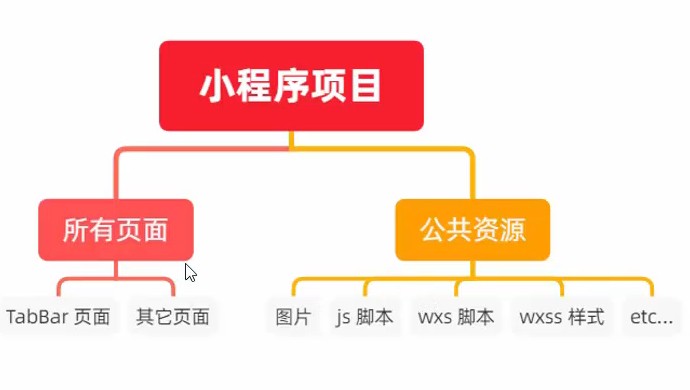 小程序项目
所有页面
公共资源
TabBar 页面
其它页面
图片
js 脚本
wxs 脚本
wxss 样式
etc...